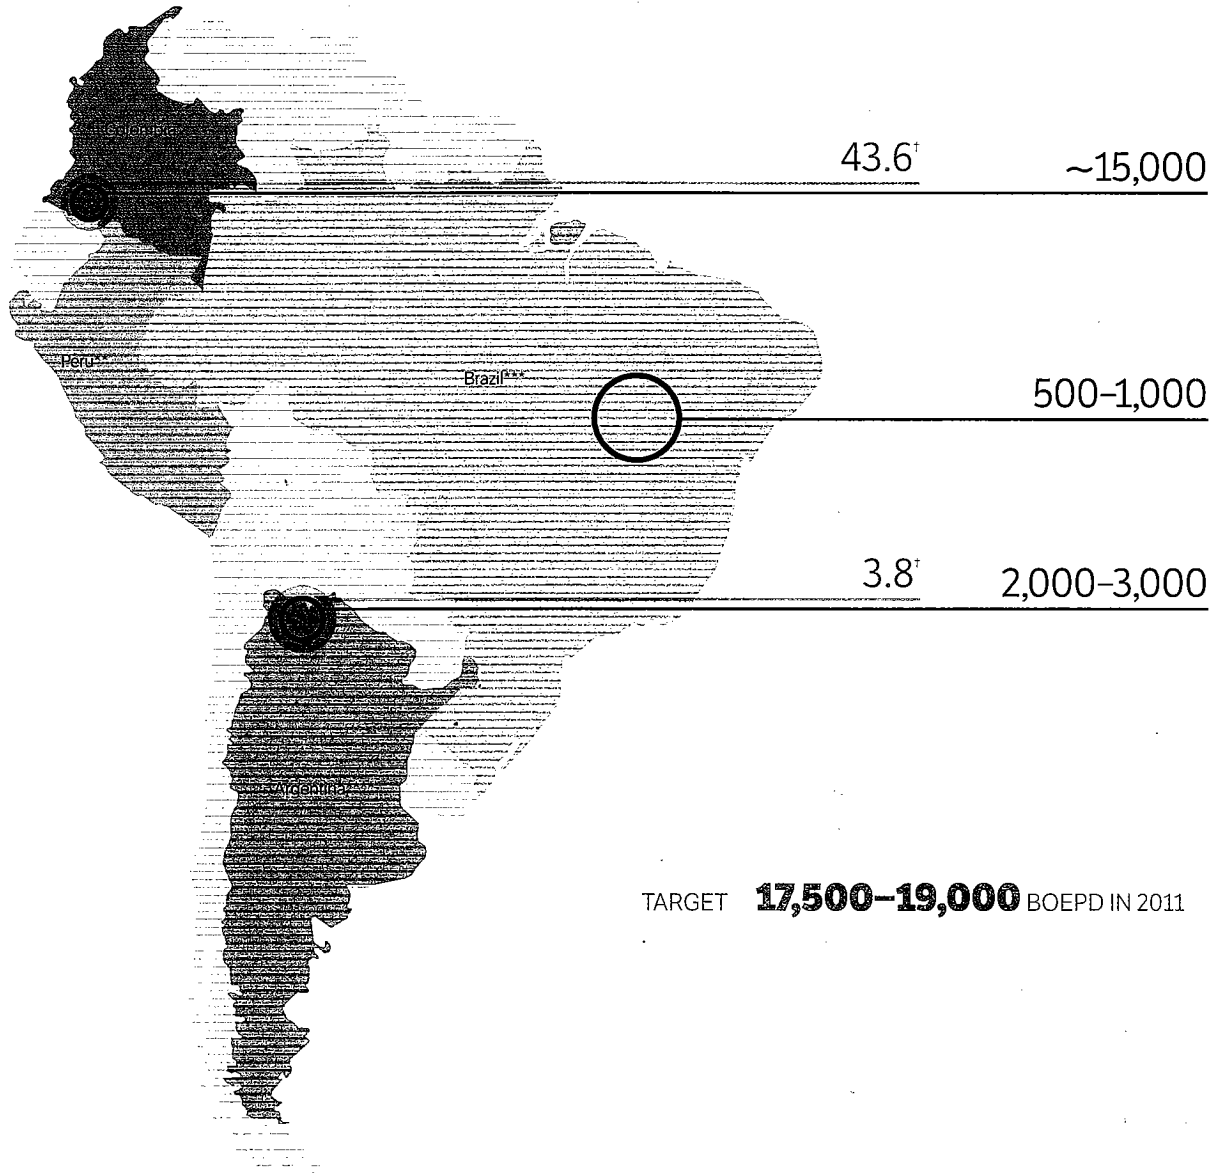 Colombia
43.6†
~15,000
Peru**
Brazil***
500–1,000
3.8†
2,000–3,000
Argentina
TARGET 17,500–19,000 BOEPD IN 2011